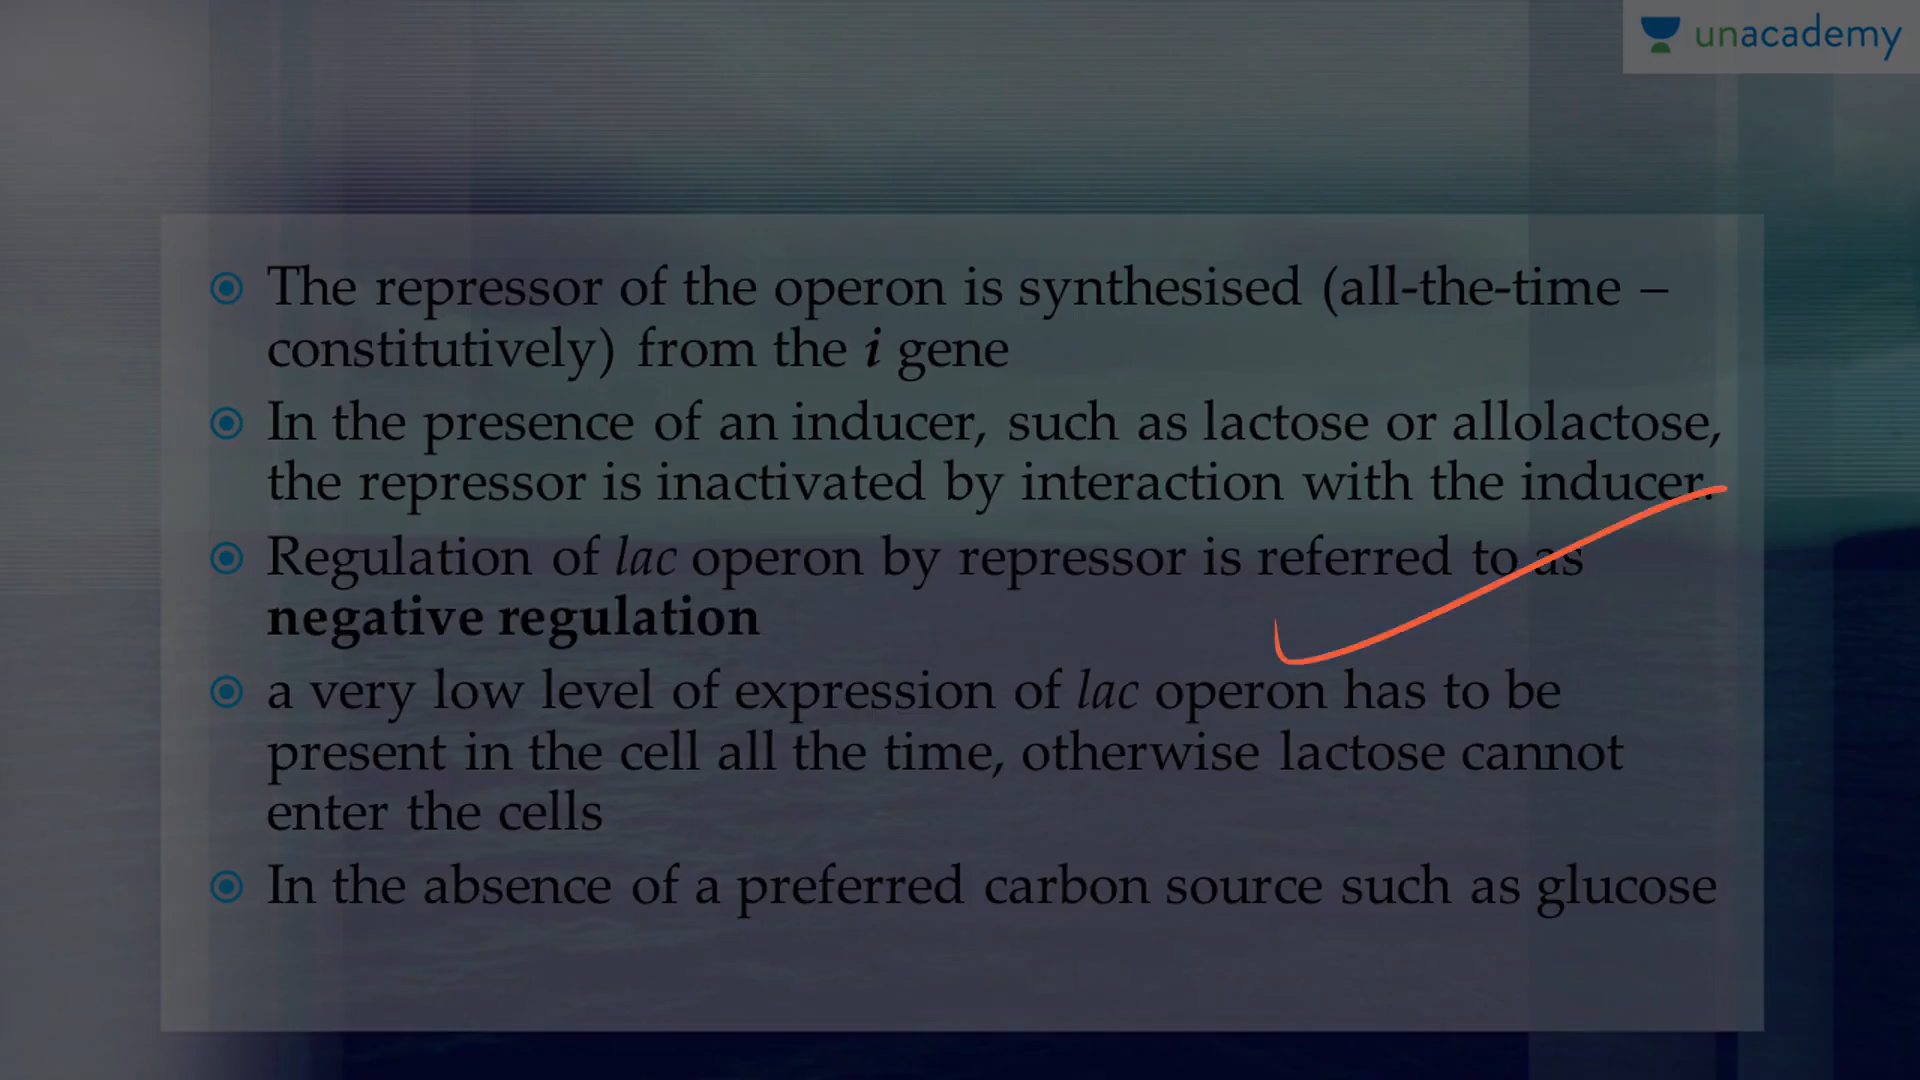 unacademy
The repressor of the operon is synthesised (all-the-time –
constitutively) from the i gene
In the presence of an inducer, such as lactose or allolactose,
the repressor is inactivated by interaction with the inducer.
Regulation of lac operon by repressor is referred to as
negative regulation
a very low level of expression of lac operon has to be
present in the cell all the time, otherwise lactose cannot
enter the cells
In the absence of a preferred carbon source such as glucose